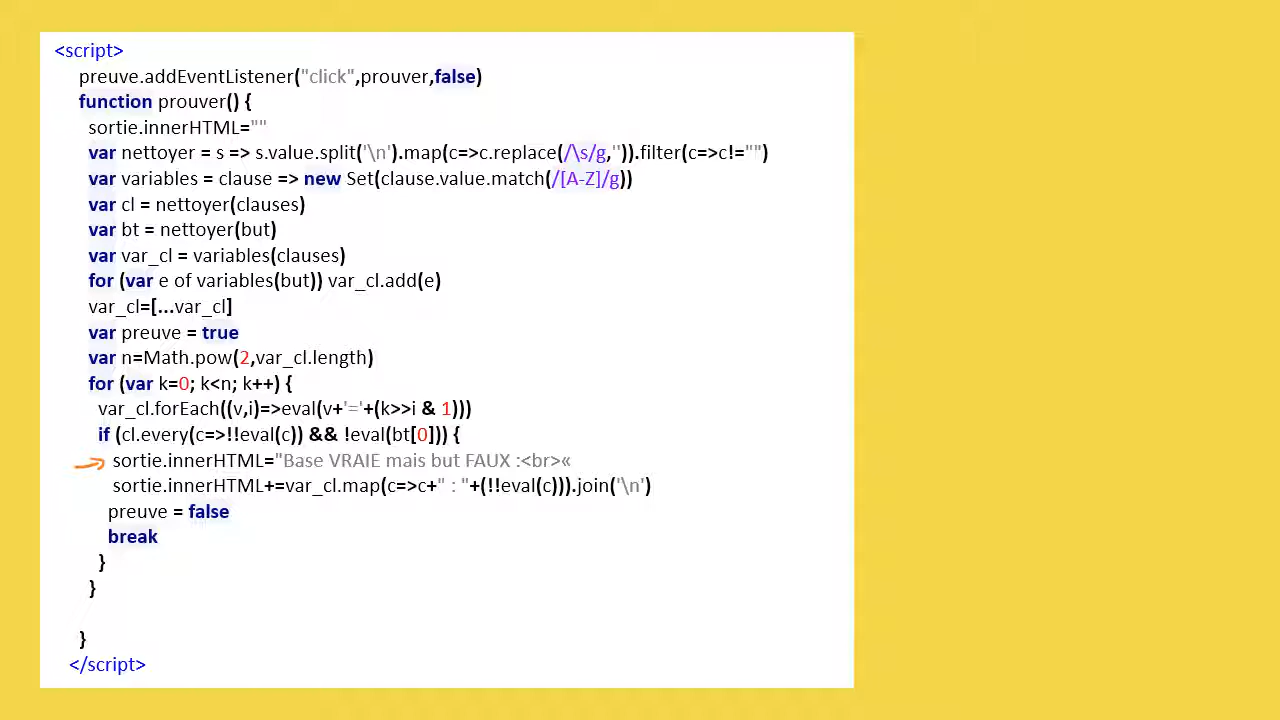 <script>
preuve.addEventListener("click",prouver,false)
function prouver() {
sortie.innerHTML=""
var nettoyer = s => s.value.split('\n').map(c=>c.replace(/\s/g,'')).filter(c=>c!="")
var variables = clause => new Set(clause.value.match(/[A-Z]/g))
var cl = nettoyer(clauses)
var bt = nettoyer(but)
var var_cl = variables(clauses)
for (var e of variables(but)) var_cl.add(e)
var_cl=[...var_cl]
var preuve = true
var n=Math.pow(2,var_cl.length)
for (var k=0; k<n; k++) {
var_cl.forEach((v,i)=>eval(v+'='+(k>>i & 1)))
if (cl.every(c=>!!eval(c)) && !eval(bt[0])) {
sortie.innerHTML="Base VRAIE mais but FAUX :<br>«
sortie.innerHTML+=var_cl.map(c=>c+" : "+(!!eval(c))).join('\n')
preuve = false
break
}
}
}
</script>